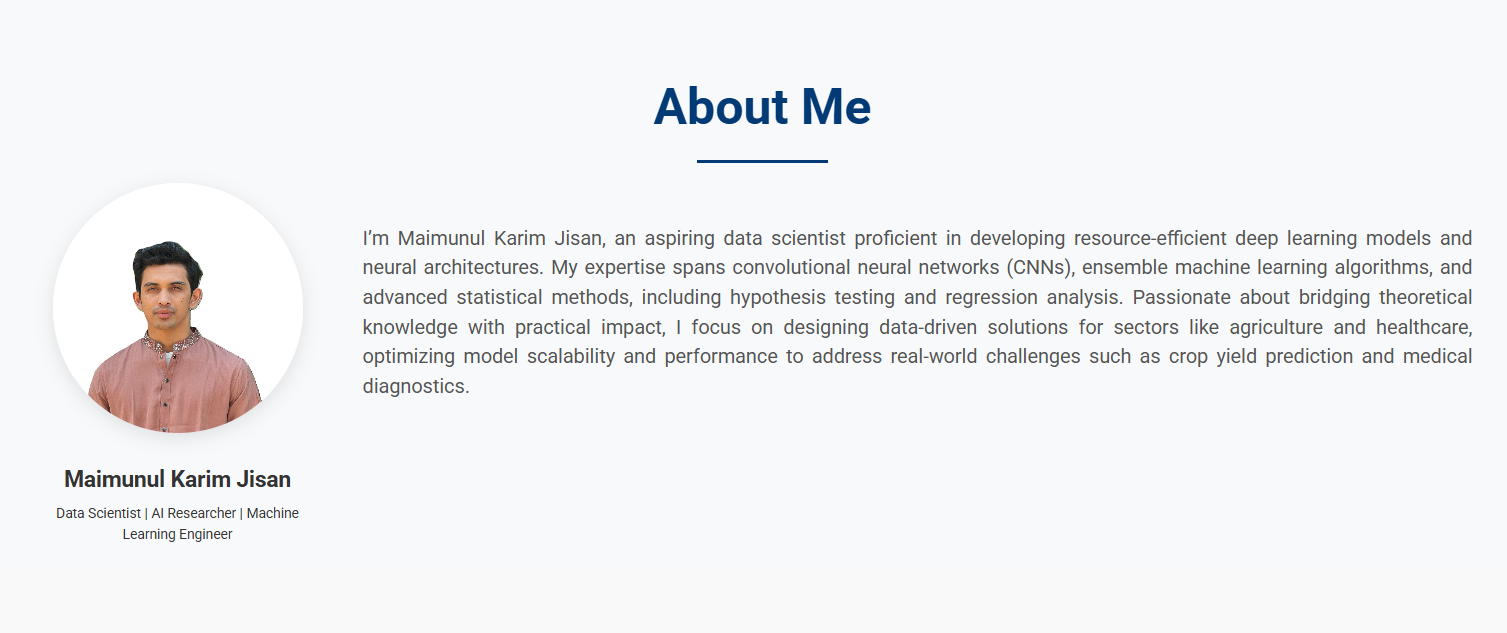 About Me
I’m Maimunul Karim Jisan, an aspiring data scientist proficient in developing resource-efficient deep learning models and
neural architectures. My expertise spans convolutional neural networks (CNNs), ensemble machine learning algorithms, and
advanced statistical methods, including hypothesis testing and regression analysis. Passionate about bridging theoretical
knowledge with practical impact, I focus on designing data-driven solutions for sectors like agriculture and healthcare,
optimizing model scalability and performance to address real-world challenges such as crop yield prediction and medical
diagnostics.
Maimunul Karim Jisan
Data Scientist | AI Researcher | Machine
Learning Engineer